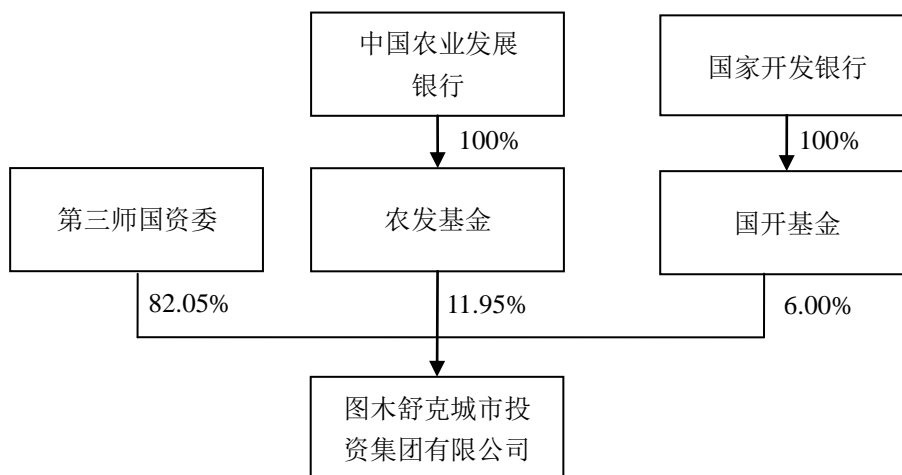 中国农业发展
银行
国家开发银行
100%
100%
第三师国资委
农发基金
国开基金
82.05%
11.95%
6.00%
图木舒克城市投
资集团有限公司